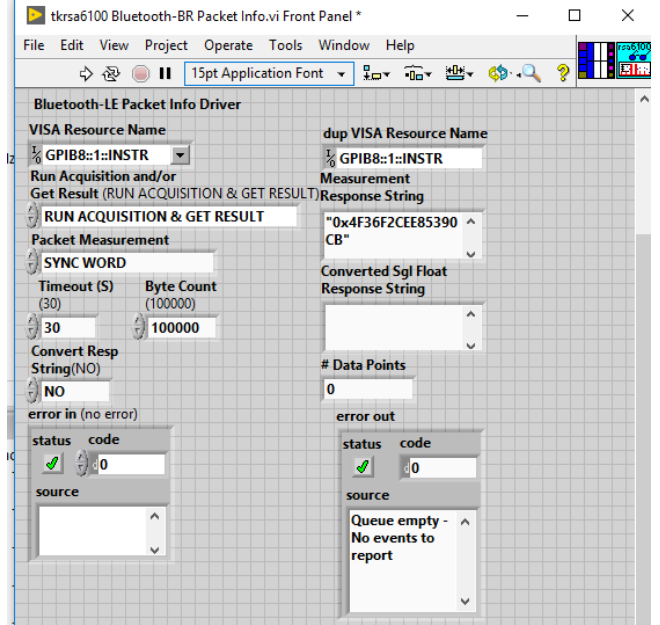 tkrsa6100 Bluetooth-BR Packet Info.vi Front Panel *
File Edit View Project Operate Tools Window Help
15pt Application Font
rsa6100
Bluetooth-LE Packet Info Driver
VISA Resource Name
GPIB8::1::INSTR
Run Acquisition and/or
Get Result (RUN ACQUISITION & GET RESULT)
RUN ACQUISITION & GET RESULT
Packet Measurement
SYNC WORD
Timeout (S) Byte Count
(30) (100000)
30 100000
Convert Resp
String(NO)
NO
error in (no error)
status code
d0
source
dup VISA Resource Name
GPIB8::1::INSTR
Measurement
Response String
"0x4F36F2CEE85390
CB"
Converted Sgl Float
Response String
# Data Points
0
error out
status code
d0
source
Queue empty -
No events to
report